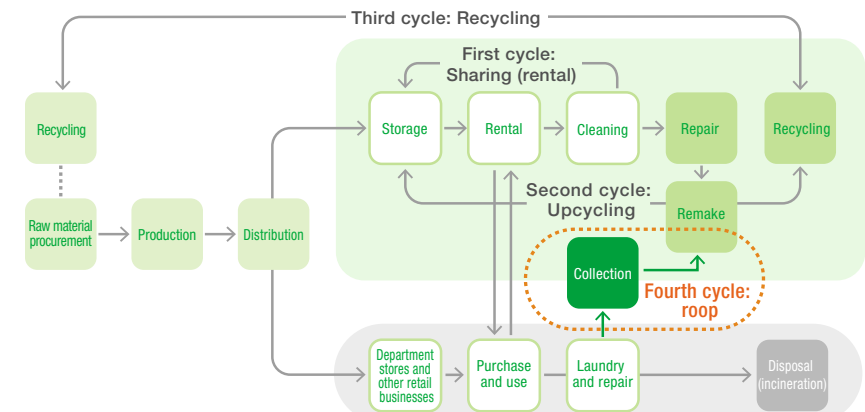 Third cycle: Recycling
First cycle:
Sharing (rental)
Recycling
Storage
Rental
Cleaning
Repair
Recycling
Second cycle:
Upcycling
Remake
Raw material
procurement
Production
Distribution
Collection
Fourth cycle:
roop
Department
stores and
other retail
businesses
Purchase
and use
Laundry
and repair
Disposal
(incineration)